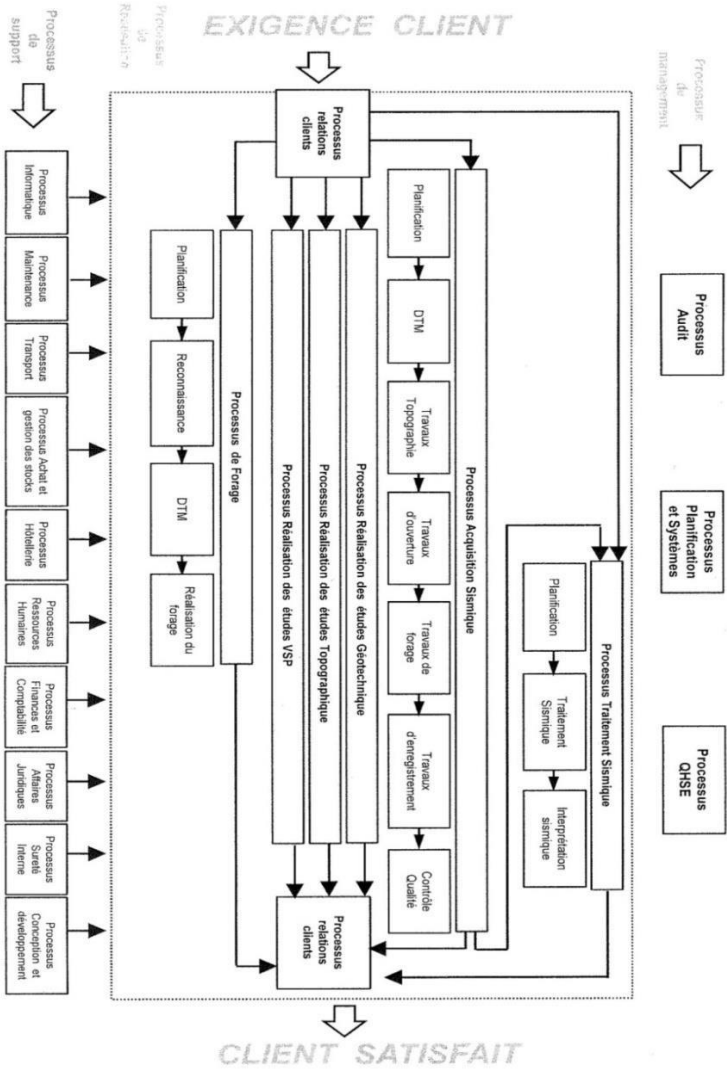 Processus
de
management
Processus
Audit
Processus
Planification
et Systèmes
Processus
QHSE
EXIGENCE CLIENT
Processus Traitement Sismique
Planification
Traitement
Sismique
Interprétation
sismique
Processus Acquisition Sismique
Planification
DTM
Travaux
Topographie
Travaux
d'ouverture
Travaux de
forage
Travaux
d'enregistrement
Contrôle
Qualité
Processus
relations
clients
Processus Réalisation des études Géotechnique
Processus Réalisation des études Topographique
Processus Réalisation des études VSP
Processus
relations
clients
Processus de Forage
Planification
Reconnaissance
DTM
Réalisation du
forage
CLIENT SATISFAIT
Processus
de
Processus
de
support
Processus
Informatique
Processus
Maintenance
Processus
Transport
Processus Achat et
gestion des stocks
Processus
Hôtellerie
Processus
Ressources
Humaines
Processus
Finances et
Comptabilité
Processus
Affaires
Juridiques
Processus
Sureté
Interne
Processus
Conception et
développement